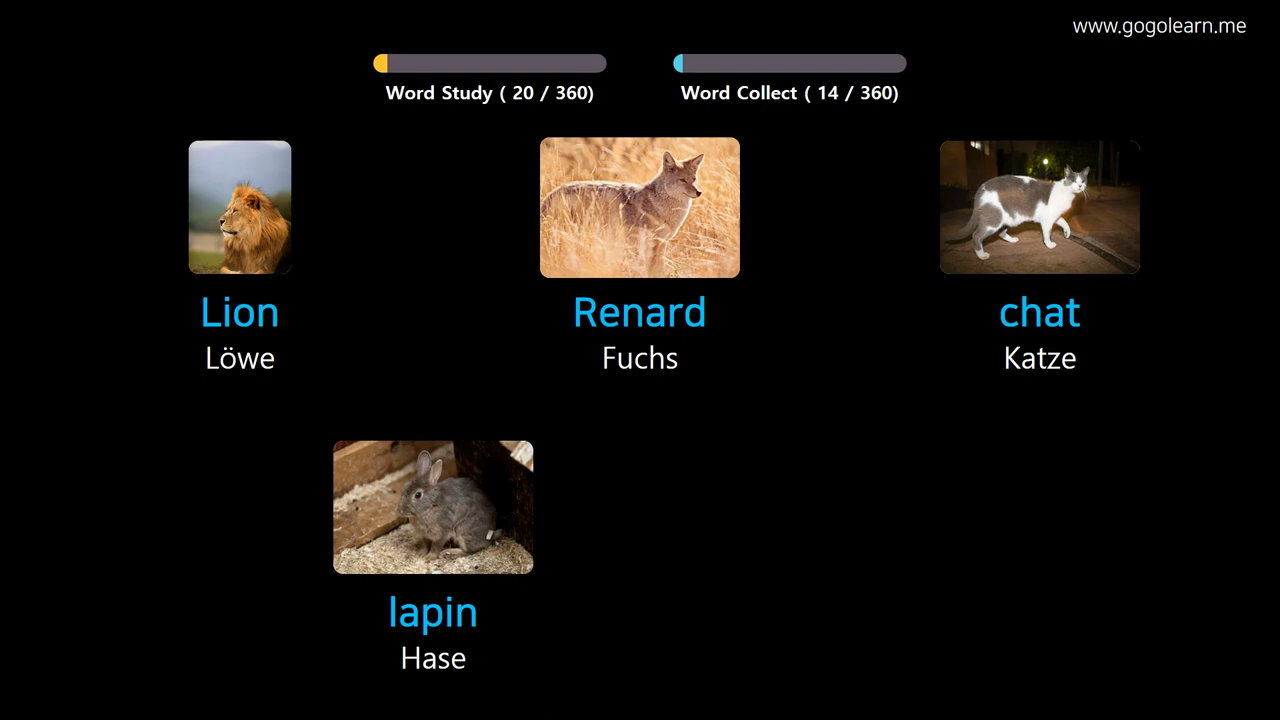 www.gogolearn.me
Word Study ( 20 / 360)
Word Collect ( 14 / 360)
Lion
Löwe
Renard
Fuchs
chat
Katze
lapin
Hase